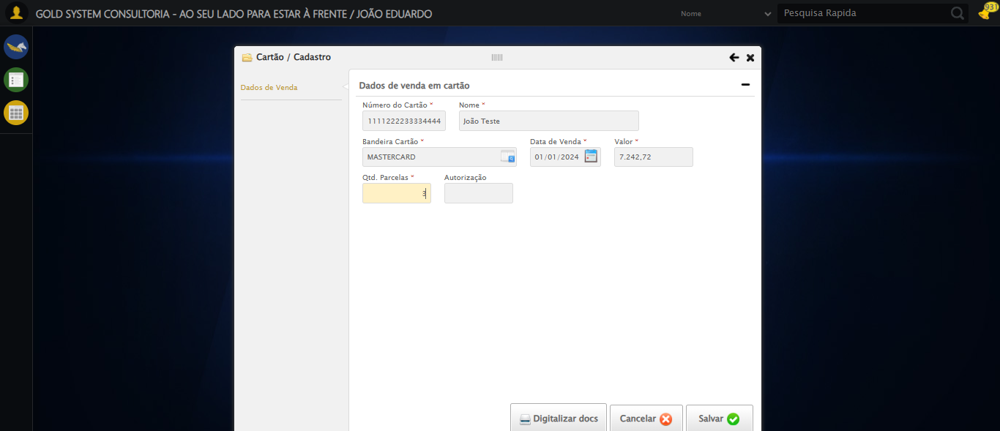 GOLD SYSTEM CONSULTORIA - AO SEU LADO PARA ESTAR À FRENTE / JOÃO EDUARDO
Nome
Pesquisa Rapida
931
Cartão / Cadastro
Dados de Venda
Dados de venda em cartão
Número do Cartão * Nome *
1111222233334444 João Teste
Bandeira Cartão * Data de Venda * Valor *
MASTERCARD 01/01/2024 7.242,72
Qtd. Parcelas * Autorização
3
Digitalizar docs Cancelar Salvar